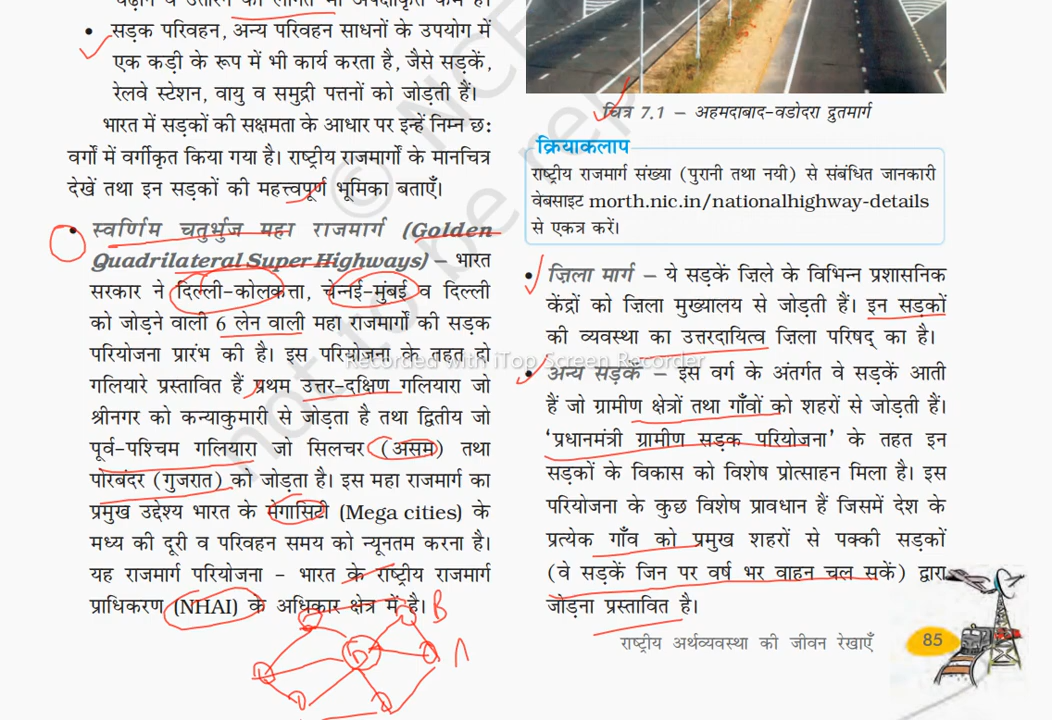 सड़क परिवहन, अन्य परिवहन साधनों के उपयोग में
एक कड़ी के रूप में भी कार्य करता है, जैसे सड़कें,
रेलवे स्टेशन, वायु व समुद्री पत्तनों को जोड़ती हैं।
भारत में सड़कों की सक्षमता के आधार पर इन्हें निम्न छ:
वर्गों में वर्गीकृत किया गया है। राष्ट्रीय राजमार्गों के मानचित्र
देखें तथा इन सड़कों की महत्त्वपूर्ण भूमिका बताएँ।
• स्वर्णिम चतुर्भुज महा राजमार्ग (Golden
Quadrilateral Super Highways) – भारत
सरकार ने दिल्ली-कोलकत्ता, चेन्नई-मुंबई व दिल्ली
को जोड़ने वाली 6 लेन वाली महा राजमार्गों की सड़क
परियोजना प्रारंभ की है। इस परियोजना के तहत दो
गलियारे प्रस्तावित हैं प्रथम उत्तर-दक्षिण गलियारा जो
श्रीनगर को कन्याकुमारी से जोड़ता है तथा द्वितीय जो
पूर्व-पश्चिम गलियारा जो सिलचर (असम) तथा
पोरबंदर (गुजरात) को जोड़ता है। इस महा राजमार्ग का
प्रमुख उद्देश्य भारत के मेगासिटी (Mega cities) के
मध्य की दूरी व परिवहन समय को न्यूनतम करना है।
यह राजमार्ग परियोजना – भारत के राष्ट्रीय राजमार्ग
प्राधिकरण (NHAI) के अधिकार क्षेत्र में है।
B
D
A
चित्र 7.1 – अहमदाबाद-वडोदरा द्रुतमार्ग
क्रियाकलाप
राष्ट्रीय राजमार्ग संख्या (पुरानी तथा नयी) से संबंधित जानकारी
वेबसाइट morth.nic.in/nationalhighway-details
से एकत्र करें।
• ज़िला मार्ग – ये सड़कें ज़िले के विभिन्न प्रशासनिक
केंद्रों को ज़िला मुख्यालय से जोड़ती हैं। इन सड़कों
की व्यवस्था का उत्तरदायित्व ज़िला परिषद् का है।
Recorded with iTop Screen Recorder
• अन्य सड़कें – इस वर्ग के अंतर्गत वे सड़कें आती
हैं जो ग्रामीण क्षेत्रों तथा गाँवों को शहरों से जोड़ती हैं।
‘प्रधानमंत्री ग्रामीण सड़क परियोजना’ के तहत इन
सड़कों के विकास को विशेष प्रोत्साहन मिला है। इस
परियोजना के कुछ विशेष प्रावधान हैं जिसमें देश के
प्रत्येक गाँव को प्रमुख शहरों से पक्की सड़कों
(वे सड़कें जिन पर वर्ष भर वाहन चल सकें) द्वारा
जोड़ना प्रस्तावित है।
राष्ट्रीय अर्थव्यवस्था की जीवन रेखाएँ 85
not to be